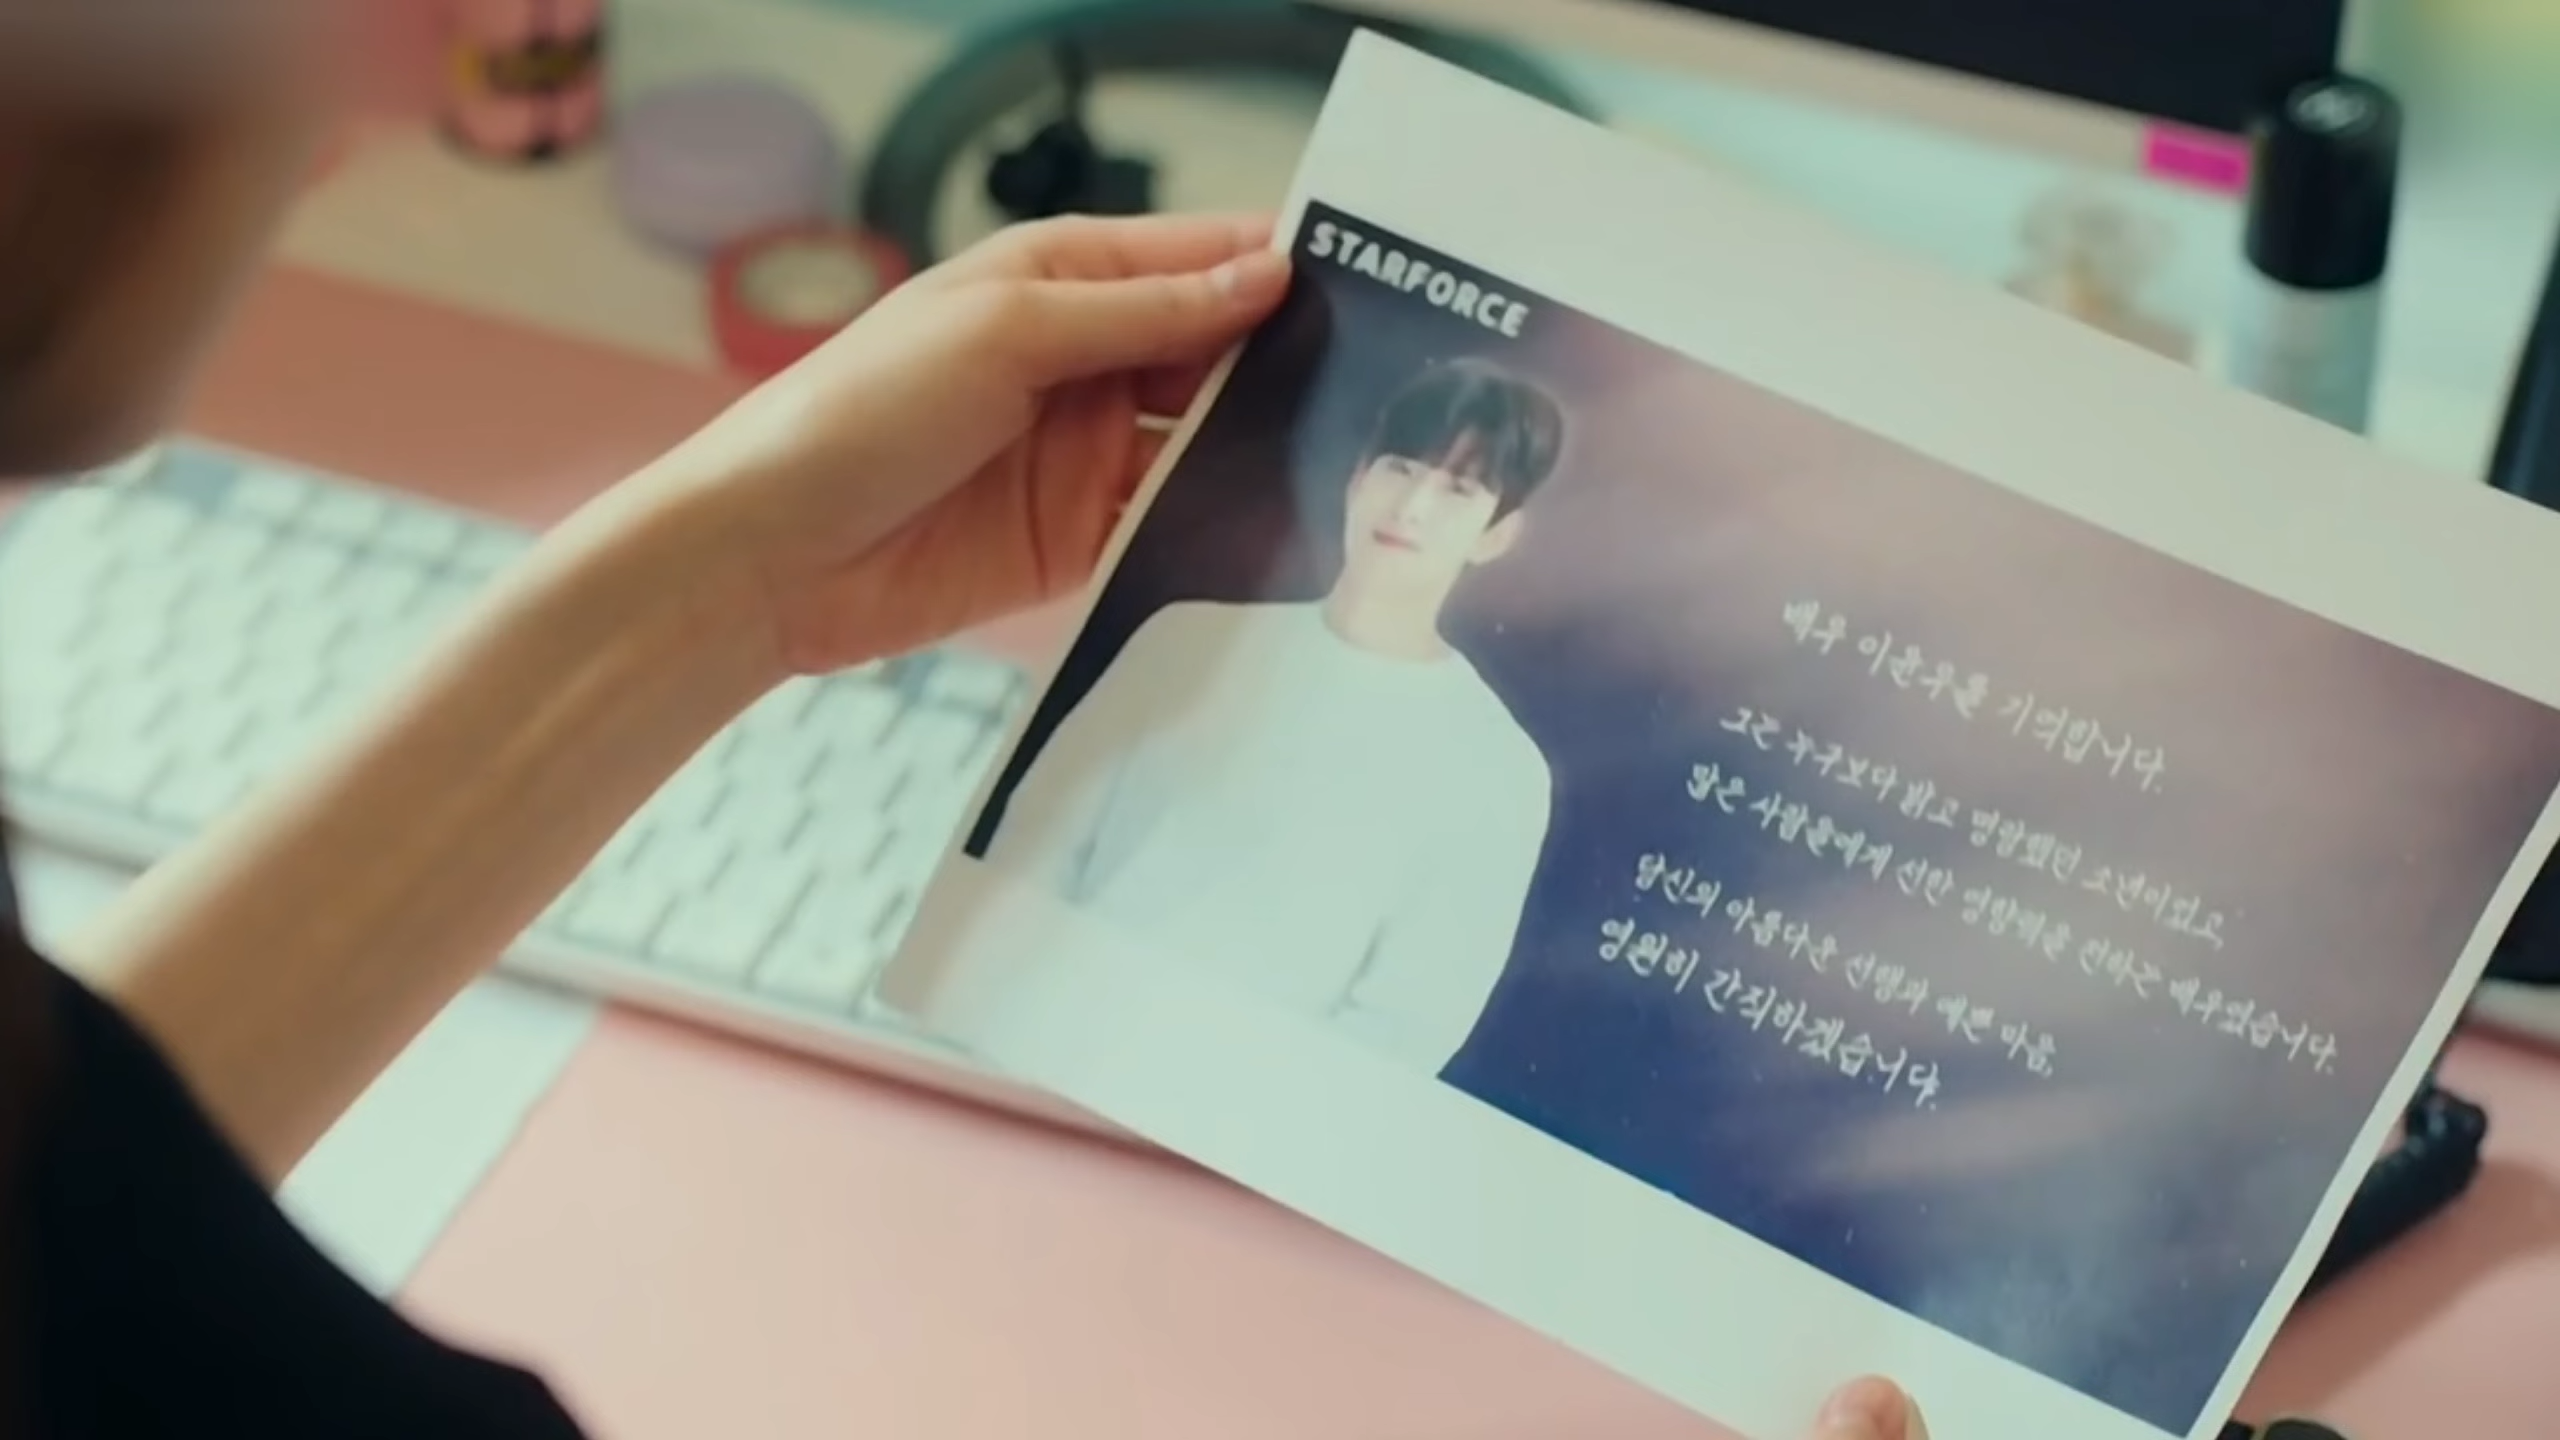 STARFORCE
배우 이윤우를 기억합니다.
그는 누구보다 밝고 명랑했던 소년이었고,
많은 사람들에게 선한 영향력을 전하는 배우였습니다.
당신의 아름다운 선행과 예쁜 마음,
영원히 간직하겠습니다.